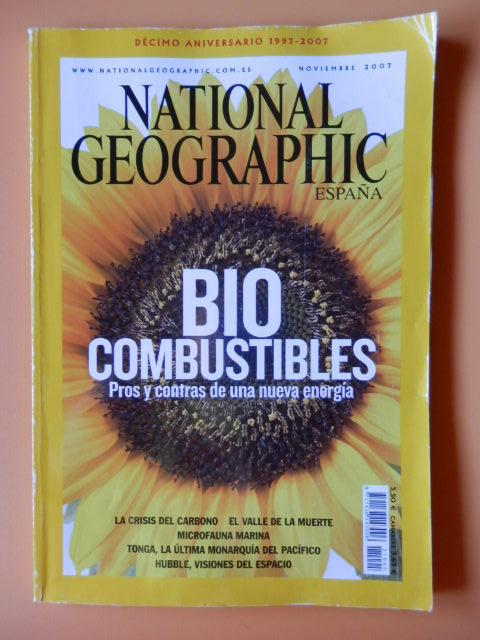 DÉCIMO ANIVERSARIO 1997-2007
WWW.NATIONALGEOGRAPHIC.COM.ES NOVIEMBRE 2007
NATIONAL
GEOGRAPHIC
ESPAÑA
BIO
COMBUSTIBLES
Pros y contras de una nueva energía
LA CRISIS DEL CARBONO EL VALLE DE LA MUERTE
MICROFAUNA MARINA
TONGA, LA ÚLTIMA MONARQUÍA DEL PACÍFICO
HUBBLE, VISIONES DEL ESPACIO
3,50 €